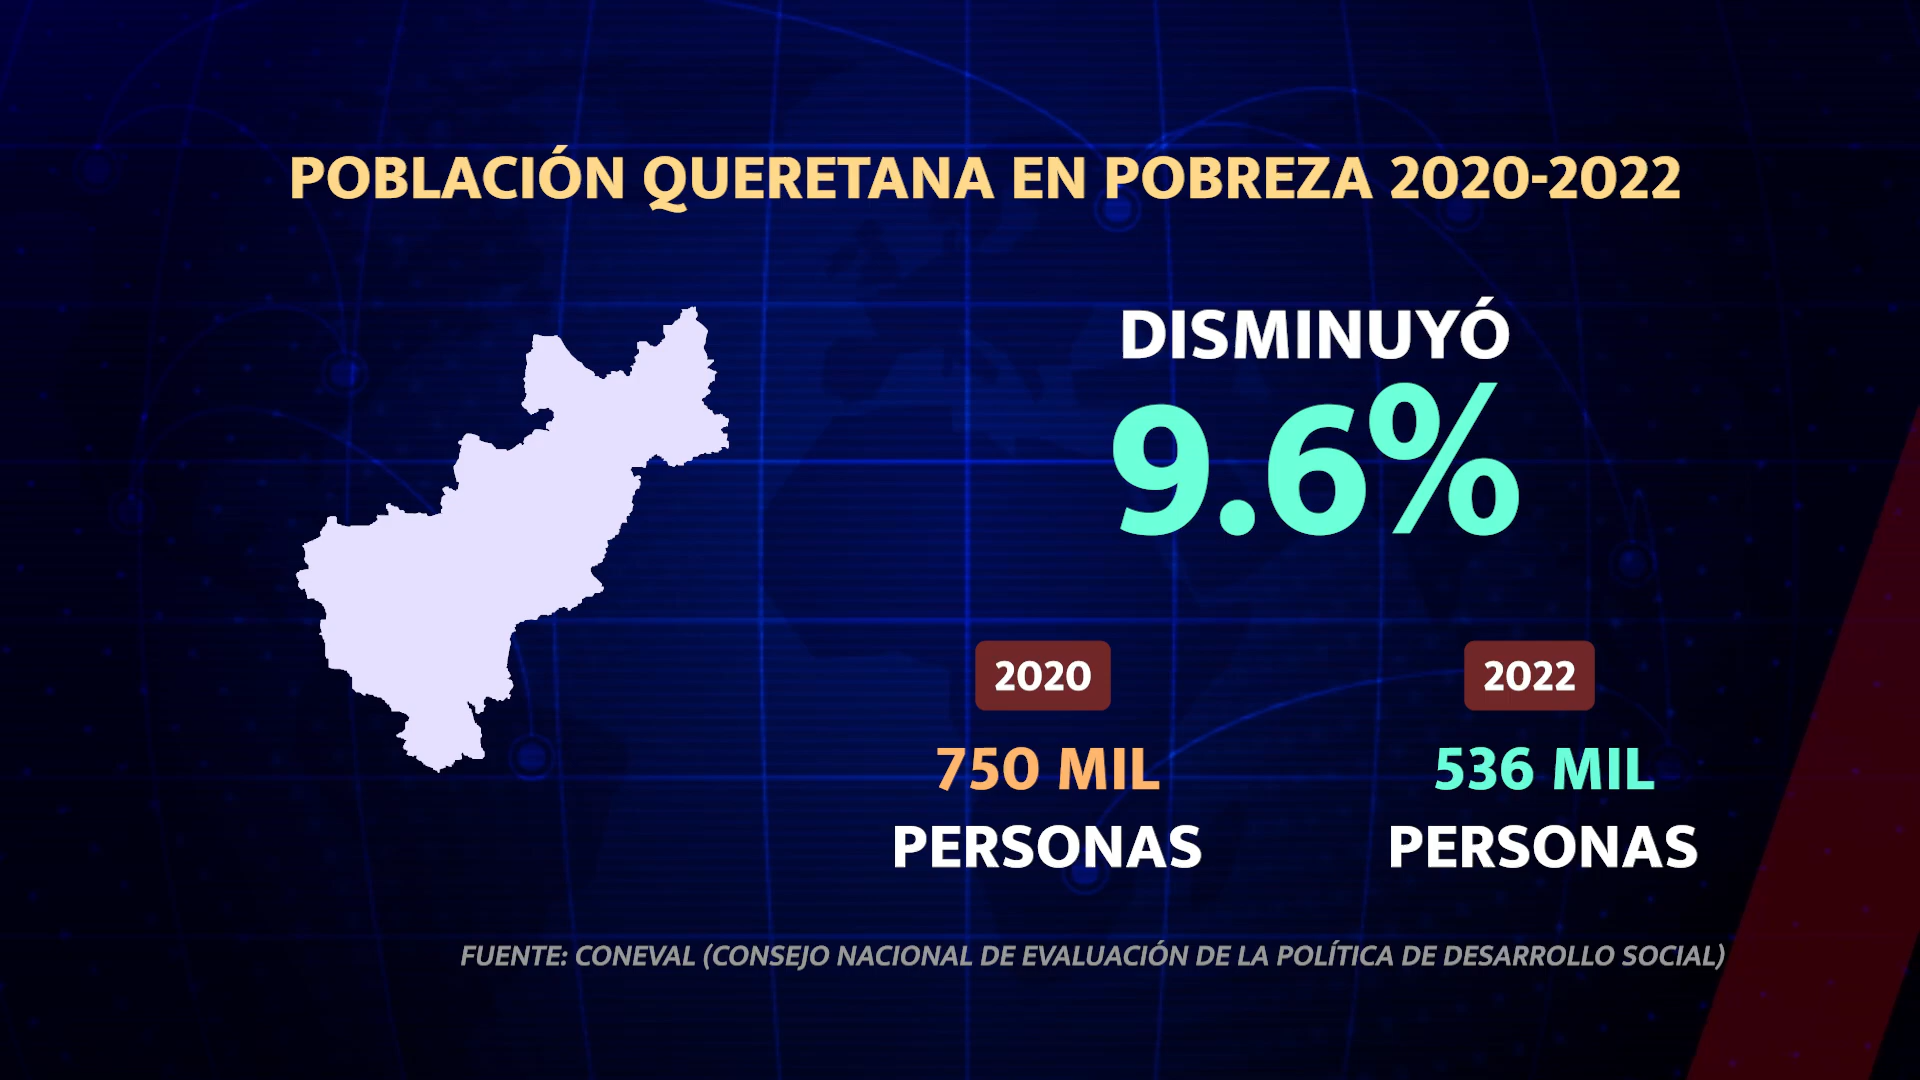 POBLACIÓN QUERETANA EN POBREZA 2020-2022
DISMINUYÓ
9.6%
2020
750 MIL
PERSONAS
2022
536 MIL
PERSONAS
FUENTE: CONEVAL (CONSEJO NACIONAL DE EVALUACIÓN DE LA POLÍTICA DE DESARROLLO SOCIAL)